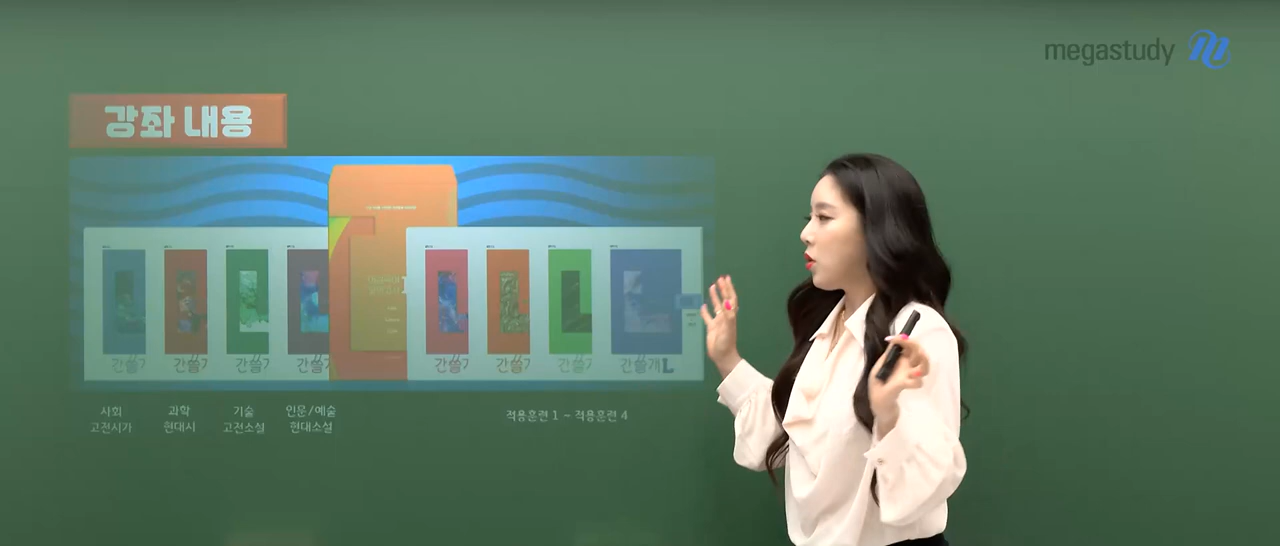 megastudy
강좌 내용
간쓸개
간쓸개
간쓸개
간쓸개
간쓸개
간쓸개
간쓸개
간쓸개
사회
고전시가
과학
현대시
기술
고전소설
인문/예술
현대소설
적용훈련 1 ~ 적용훈련 4